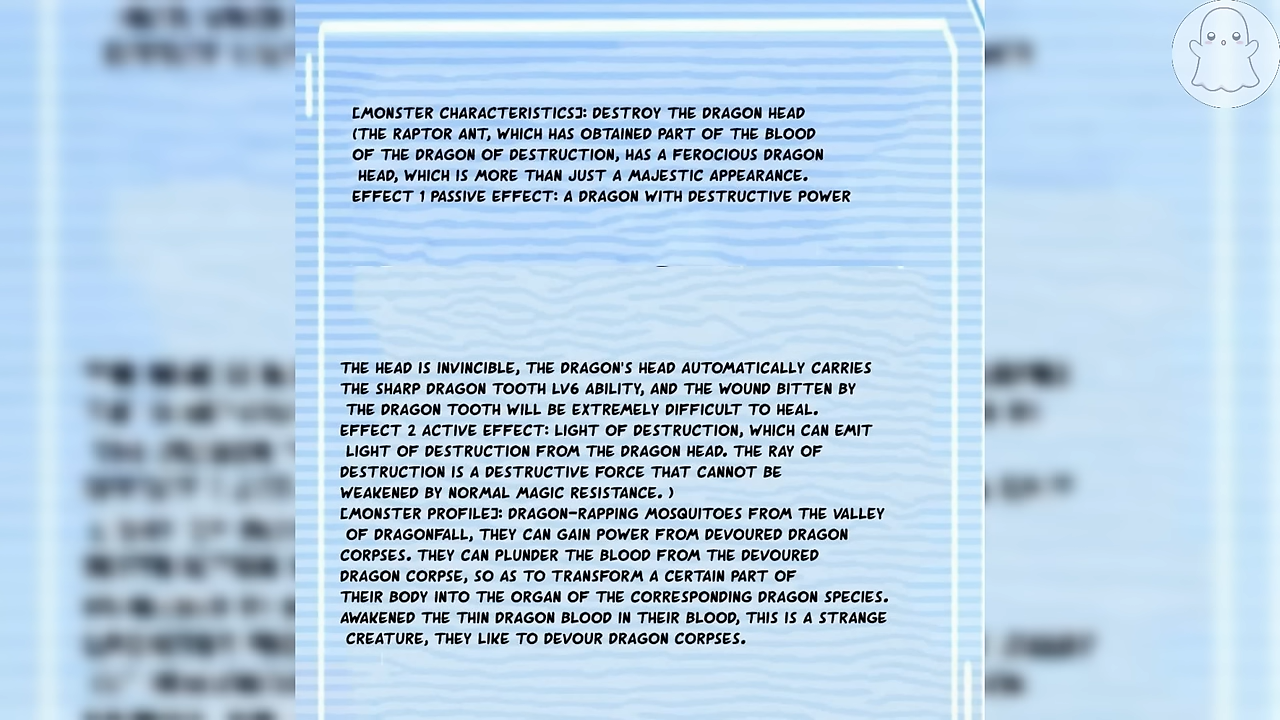 [MONSTER CHARACTERISTICS]: DESTROY THE DRAGON HEAD
(THE RAPTOR ANT, WHICH HAS OBTAINED PART OF THE BLOOD
OF THE DRAGON OF DESTRUCTION, HAS A FEROCIOUS DRAGON
HEAD, WHICH IS MORE THAN JUST A MAJESTIC APPEARANCE.
EFFECT 1 PASSIVE EFFECT: A DRAGON WITH DESTRUCTIVE POWER
THE HEAD IS INVINCIBLE, THE DRAGON'S HEAD AUTOMATICALLY CARRIES
THE SHARP DRAGON TOOTH LV6 ABILITY, AND THE WOUND BITTEN BY
THE DRAGON TOOTH WILL BE EXTREMELY DIFFICULT TO HEAL.
EFFECT 2 ACTIVE EFFECT: LIGHT OF DESTRUCTION, WHICH CAN EMIT
LIGHT OF DESTRUCTION FROM THE DRAGON HEAD. THE RAY OF
DESTRUCTION IS A DESTRUCTIVE FORCE THAT CANNOT BE
WEAKENED BY NORMAL MAGIC RESISTANCE. )
[MONSTER PROFILE]: DRAGON-RAPPING MOSQUITOES FROM THE VALLEY
OF DRAGONFALL, THEY CAN GAIN POWER FROM DEVOURED DRAGON
CORPSES. THEY CAN PLUNDER THE BLOOD FROM THE DEVOURED
DRAGON CORPSE, SO AS TO TRANSFORM A CERTAIN PART OF
THEIR BODY INTO THE ORGAN OF THE CORRESPONDING DRAGON SPECIES.
AWAKENED THE THIN DRAGON BLOOD IN THEIR BLOOD, THIS IS A STRANGE
CREATURE, THEY LIKE TO DEVOUR DRAGON CORPSES.